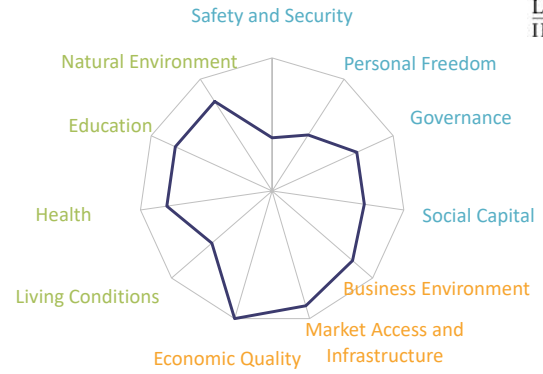 Safety and Security
Natural Environment
Personal Freedom
Education
Governance
Health
Social Capital
Business Environment
Living Conditions
Market Access and
Infrastructure
Economic Quality